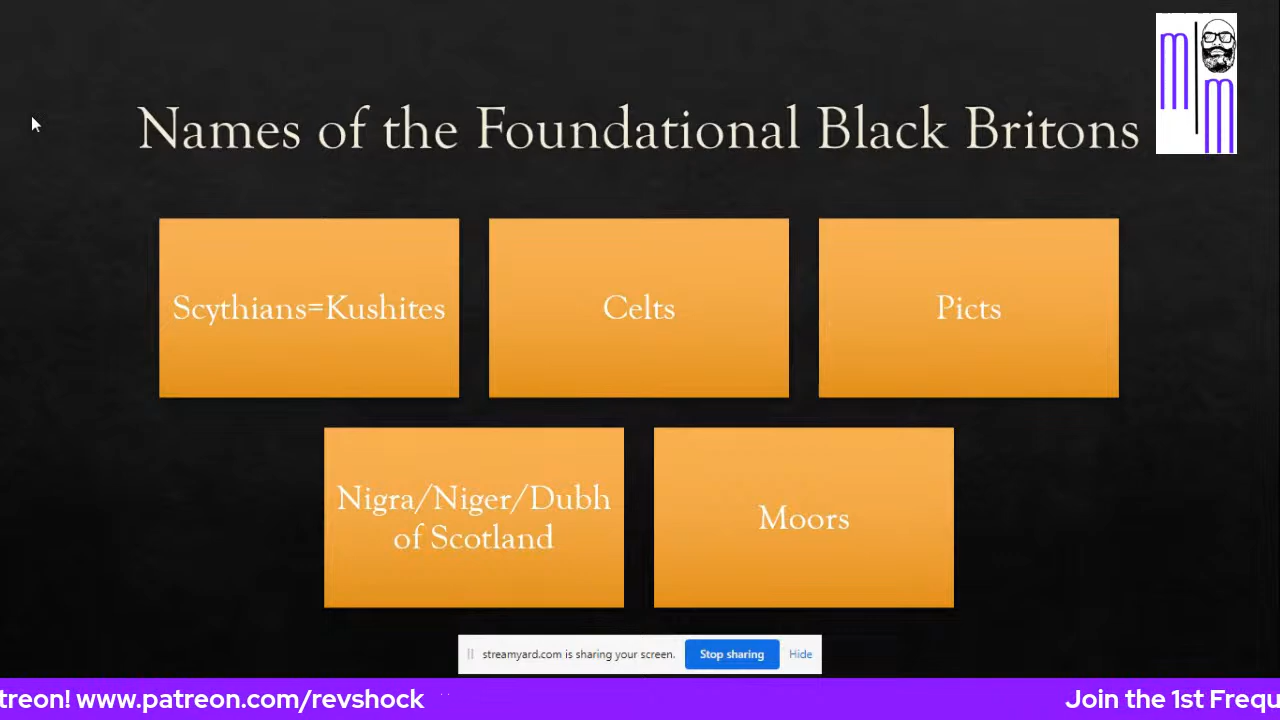 m
m
Names of the Foundational Black Britons
Scythians=Kushites
Celts
Picts
Nigra/Niger/Dubh
of Scotland
Moors
streamyard.com is sharing your screen.
Stop sharing
Hide
treon! www.patreon.com/revshock
Join the 1st Frequ